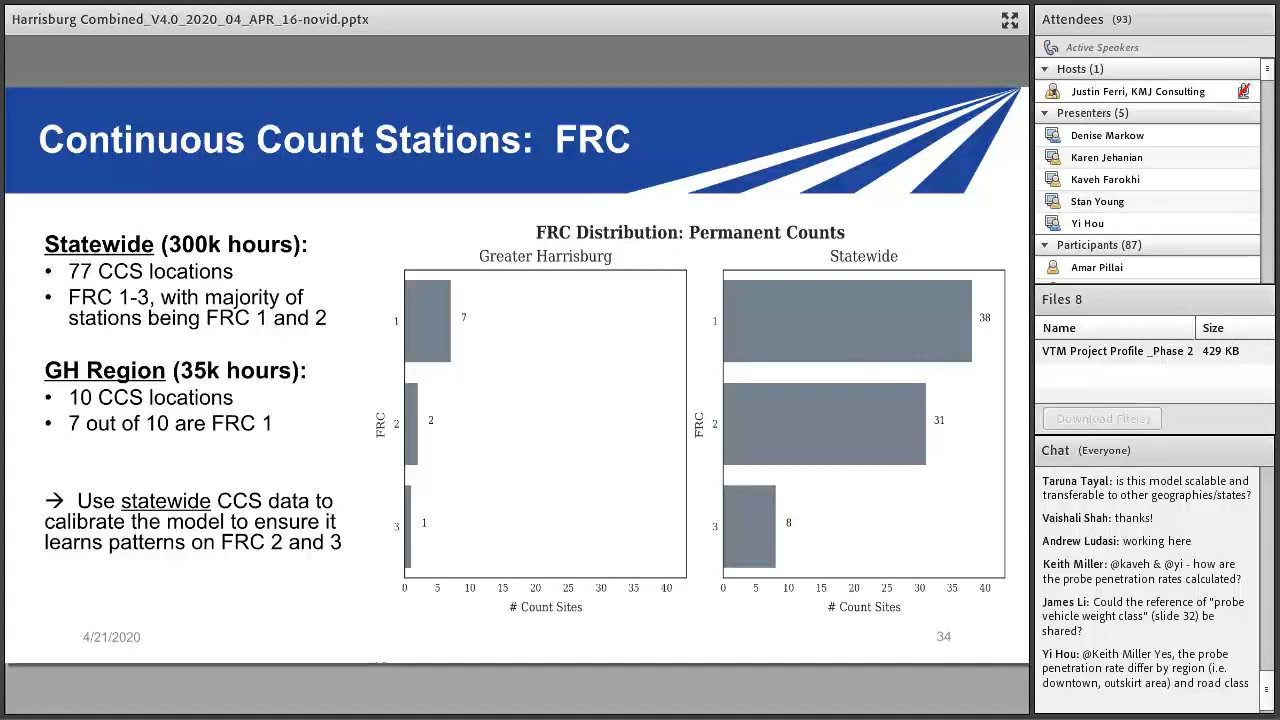 Harrisburg Combined_V4.0_2020_04_APR_16-novid.pptx
Continuous Count Stations:  FRC
Statewide (300k hours):
• 77 CCS locations
• FRC 1-3, with majority of
stations being FRC 1 and 2
GH Region (35k hours):
• 10 CCS locations
• 7 out of 10 are FRC 1
→ Use statewide CCS data to
calibrate the model to ensure it
learns patterns on FRC 2 and 3
FRC Distribution: Permanent Counts
Greater Harrisburg
FRC
1
7
2
2
3
1
0 5 10 15 20 25 30 35 40
# Count Sites
Statewide
FRC
1
38
2
31
3
8
0 5 10 15 20 25 30 35 40
# Count Sites
4/21/2020
34
Attendees (93)
Active Speakers
Hosts (1)
Justin Ferri, KMJ Consulting
Presenters (5)
Denise Markow
Karen Jehanian
Kaveh Farokhi
Stan Young
Yi Hou
Participants (87)
Amar Pillai
Files 8
Name Size
VTM Project Profile _Phase 2 429 KB
Download File(s)
Chat (Everyone)
Taruna Tayal: is this model scalable and
transferable to other geographies/states?
Vaishali Shah: thanks!
Andrew Ludasi: working here
Keith Miller: @kaveh & @yi - how are
the probe penetration rates calculated?
James Li: Could the reference of "probe
vehicle weight class" (slide 32) be
shared?
Yi Hou: @Keith Miller Yes, the probe
penetration rate differ by region (i.e.
downtown, outskirt area) and road class